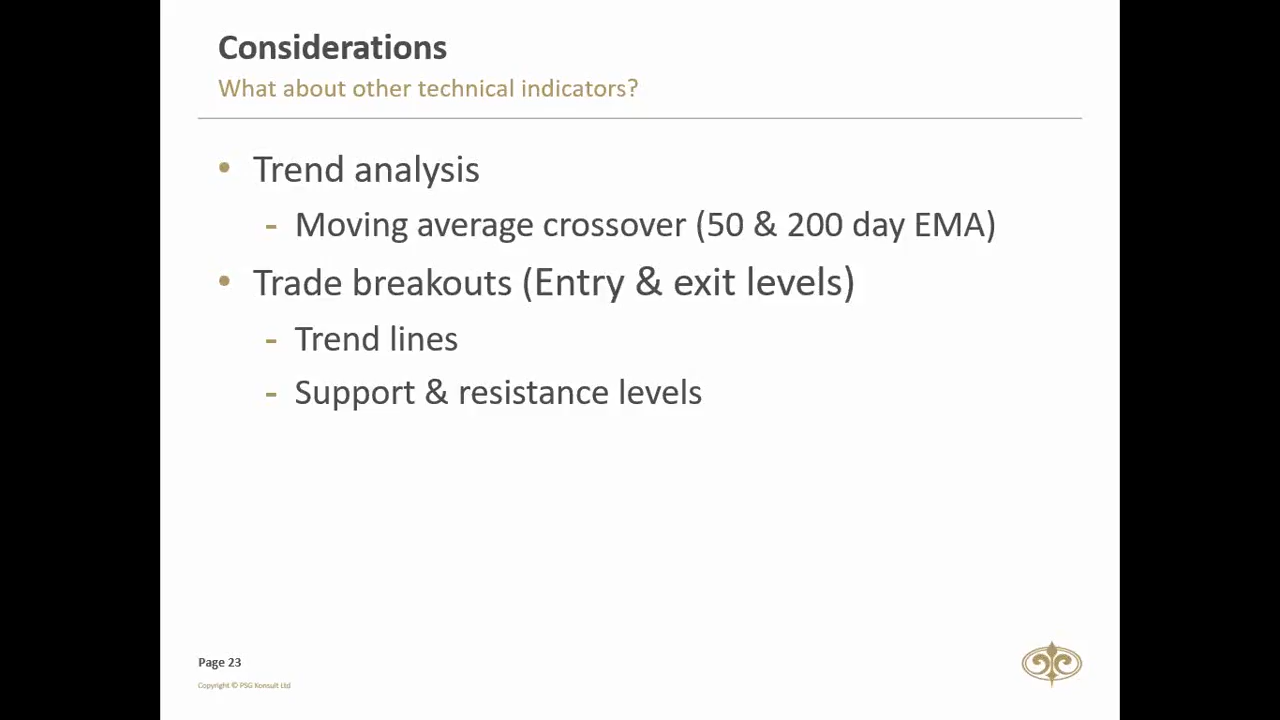 Considerations
What about other technical indicators?
• Trend analysis
- Moving average crossover (50 & 200 day EMA)
• Trade breakouts (Entry & exit levels)
- Trend lines
- Support & resistance levels
Page 23
Copyright © PSG Konsult Ltd